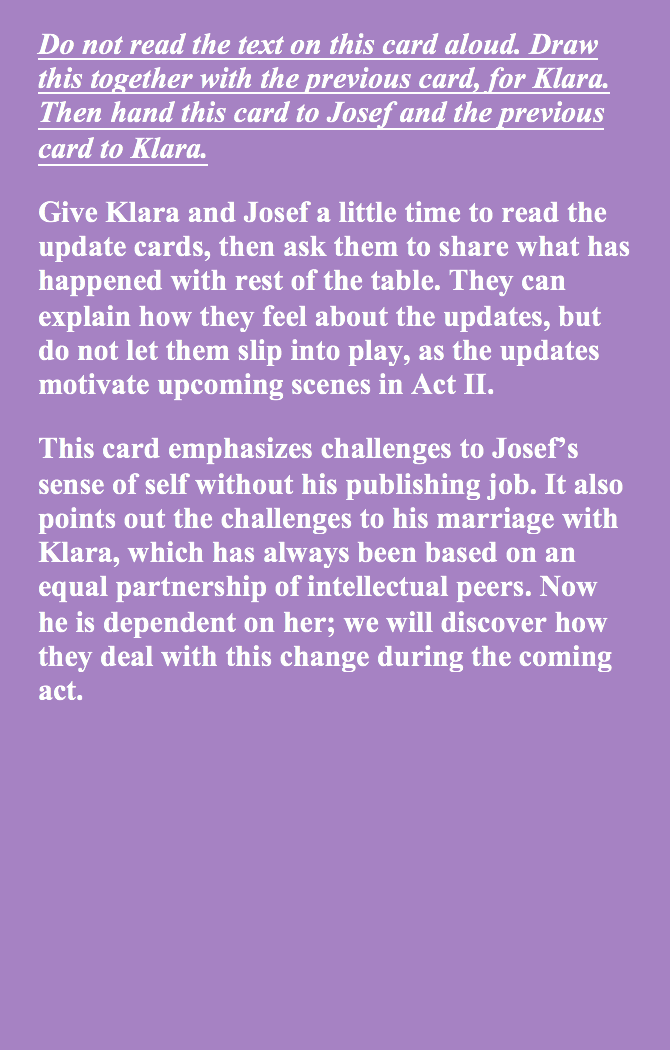 Do not read the text on this card aloud. Draw
this together with the previous card, for Klara.
Then hand this card to Josef and the previous
card to Klara.
Give Klara and Josef a little time to read the
update cards, then ask them to share what has
happened with rest of the table. They can
explain how they feel about the updates, but
do not let them slip into play, as the updates
motivate upcoming scenes in Act II.
This card emphasizes challenges to Josef’s
sense of self without his publishing job. It also
points out the challenges to his marriage with
Klara, which has always been based on an
equal partnership of intellectual peers. Now
he is dependent on her; we will discover how
they deal with this change during the coming
act.